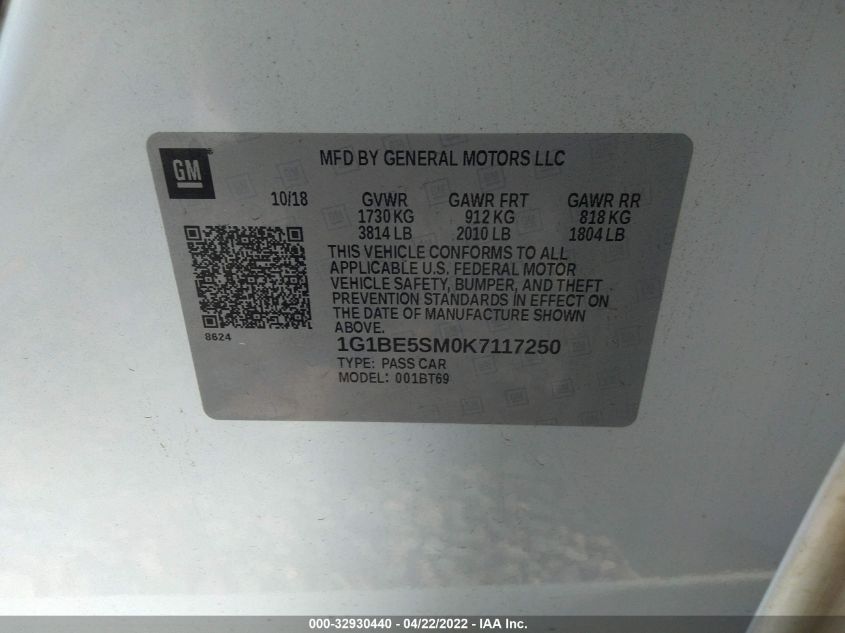 GM
MFD BY GENERAL MOTORS LLC
10/18 GVWR GAWR FRT GAWR RR
1730 KG 912 KG 818 KG
3814 LB 2010 LB 1804 LB
THIS VEHICLE CONFORMS TO ALL
APPLICABLE U.S. FEDERAL MOTOR
VEHICLE SAFETY, BUMPER, AND THEFT
PREVENTION STANDARDS IN EFFECT ON
THE DATE OF MANUFACTURE SHOWN
ABOVE.
8624
1G1BE5SM0K7117250
TYPE: PASS CAR
MODEL: 001BT69
000-32930440 - 04/22/2022 - IAA Inc.